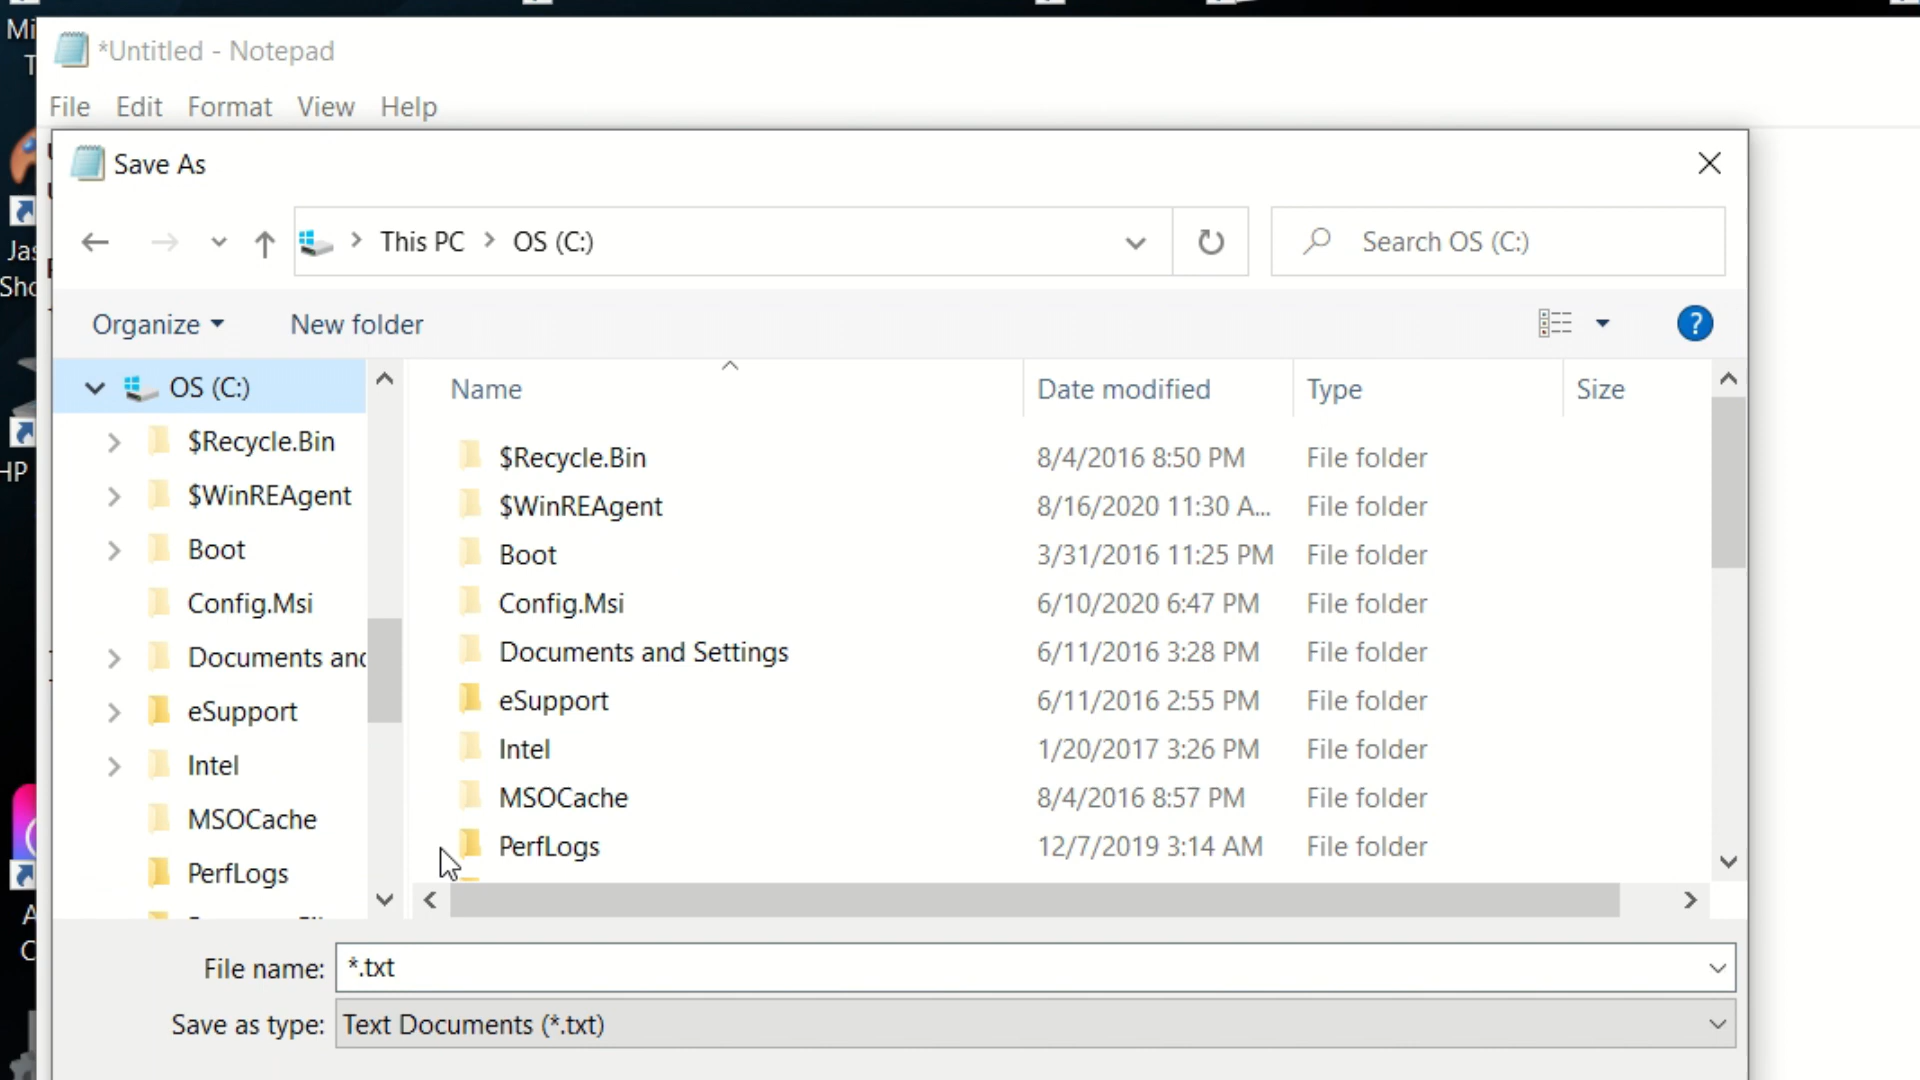 *Untitled - Notepad
File Edit Format View Help
Save As
This PC > OS (C:)
Search OS (C:)
Organize New folder
?
Name Date modified Type Size
OS (C:)
$Recycle.Bin
$WinREAgent
Boot
Config.Msi
Documents and
eSupport
Intel
MSOCache
PerfLogs
$Recycle.Bin 8/4/2016 8:50 PM File folder
$WinREAgent 8/16/2020 11:30 A... File folder
Boot 3/31/2016 11:25 PM File folder
Config.Msi 6/10/2020 6:47 PM File folder
Documents and Settings 6/11/2016 3:28 PM File folder
eSupport 6/11/2016 2:55 PM File folder
Intel 1/20/2017 3:26 PM File folder
MSOCache 8/4/2016 8:57 PM File folder
PerfLogs 12/7/2019 3:14 AM File folder
File name: *.txt
Save as type: Text Documents (*.txt)
HP